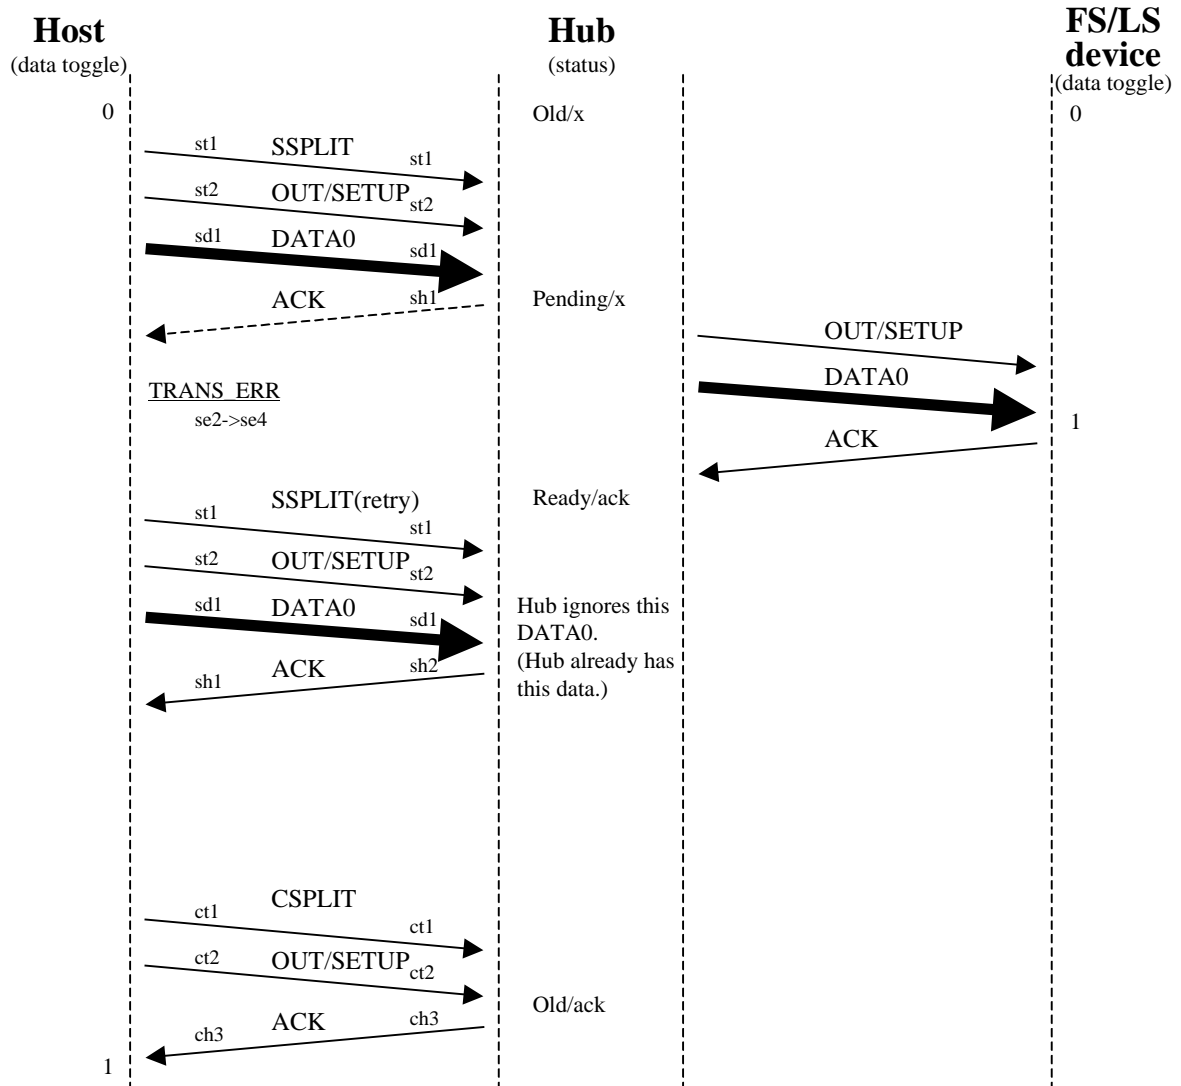 Host
(data toggle)
Hub
(status)
FS/LS
device
(data toggle)
0
Old/x
0
st1 SSPLIT st1
st2 OUT/SETUP st2
sd1 DATA0 sd1
ACK sh1
Pending/x
OUT/SETUP
DATA0
TRANS_ERR
se2->se4
1
ACK
Ready/ack
st1 SSPLIT(retry) st1
st2 OUT/SETUP st2
sd1 DATA0 sd1
Hub ignores this
DATA0.
(Hub already has
this data.)
sh1 ACK sh2
ct1 CSPLIT ct1
ct2 OUT/SETUP ct2
Old/ack
ch3 ACK ch3
1